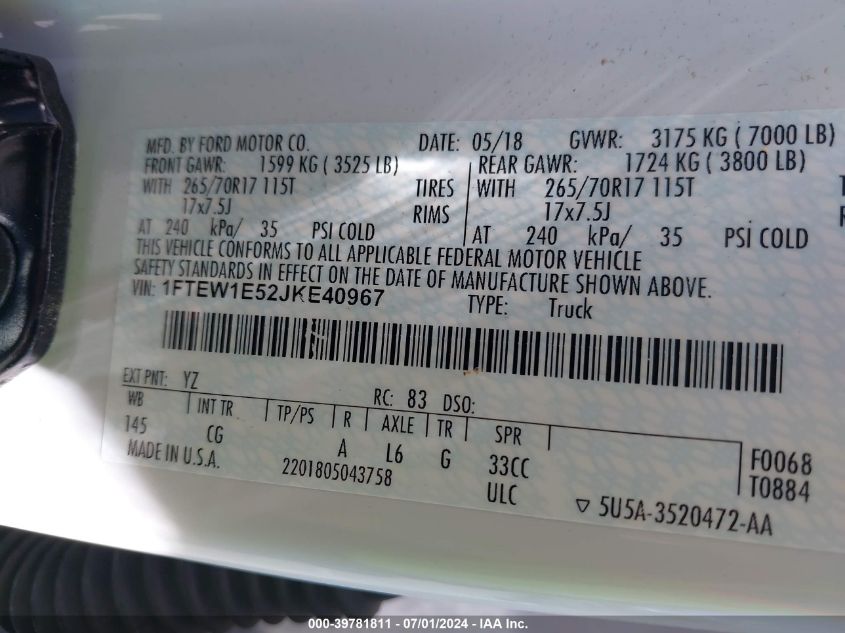 MFD. BY FORD MOTOR CO. DATE: 05/18 GVWR: 3175 KG ( 7000 LB)
FRONT GAWR: 1599 KG ( 3525 LB) REAR GAWR: 1724 KG ( 3800 LB)
WITH 265/70R17 115T TIRES WITH 265/70R17 115T
17x7.5J RIMS 17x7.5J
AT 240 kPa/ 35 PSI COLD AT 240 kPa/ 35 PSI COLD
THIS VEHICLE CONFORMS TO ALL APPLICABLE FEDERAL MOTOR VEHICLE
SAFETY STANDARDS IN EFFECT ON THE DATE OF MANUFACTURE SHOWN ABOVE.
VIN: 1FTEW1E52JKE40967 TYPE: Truck
EXT PNT: YZ RC: 83 DSO:
WB INT TR TP/PS R AXLE TR SPR
145 CG A L6 G 33CC F0068
MADE IN U.S.A. 2201805043758 ULC T0884
▽ 5U5A-3520472-AA
000-39781811 - 07/01/2024 - IAA Inc.